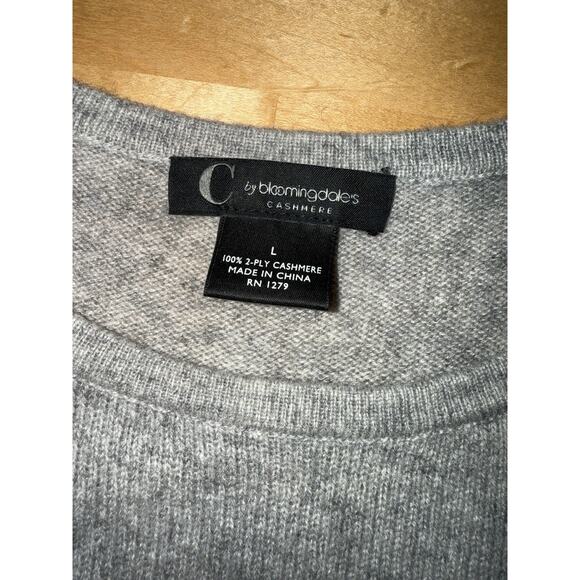 C by bloomingdale's
CASHMERE
L
100% 2-PLY CASHMERE
MADE IN CHINA
RN 1279